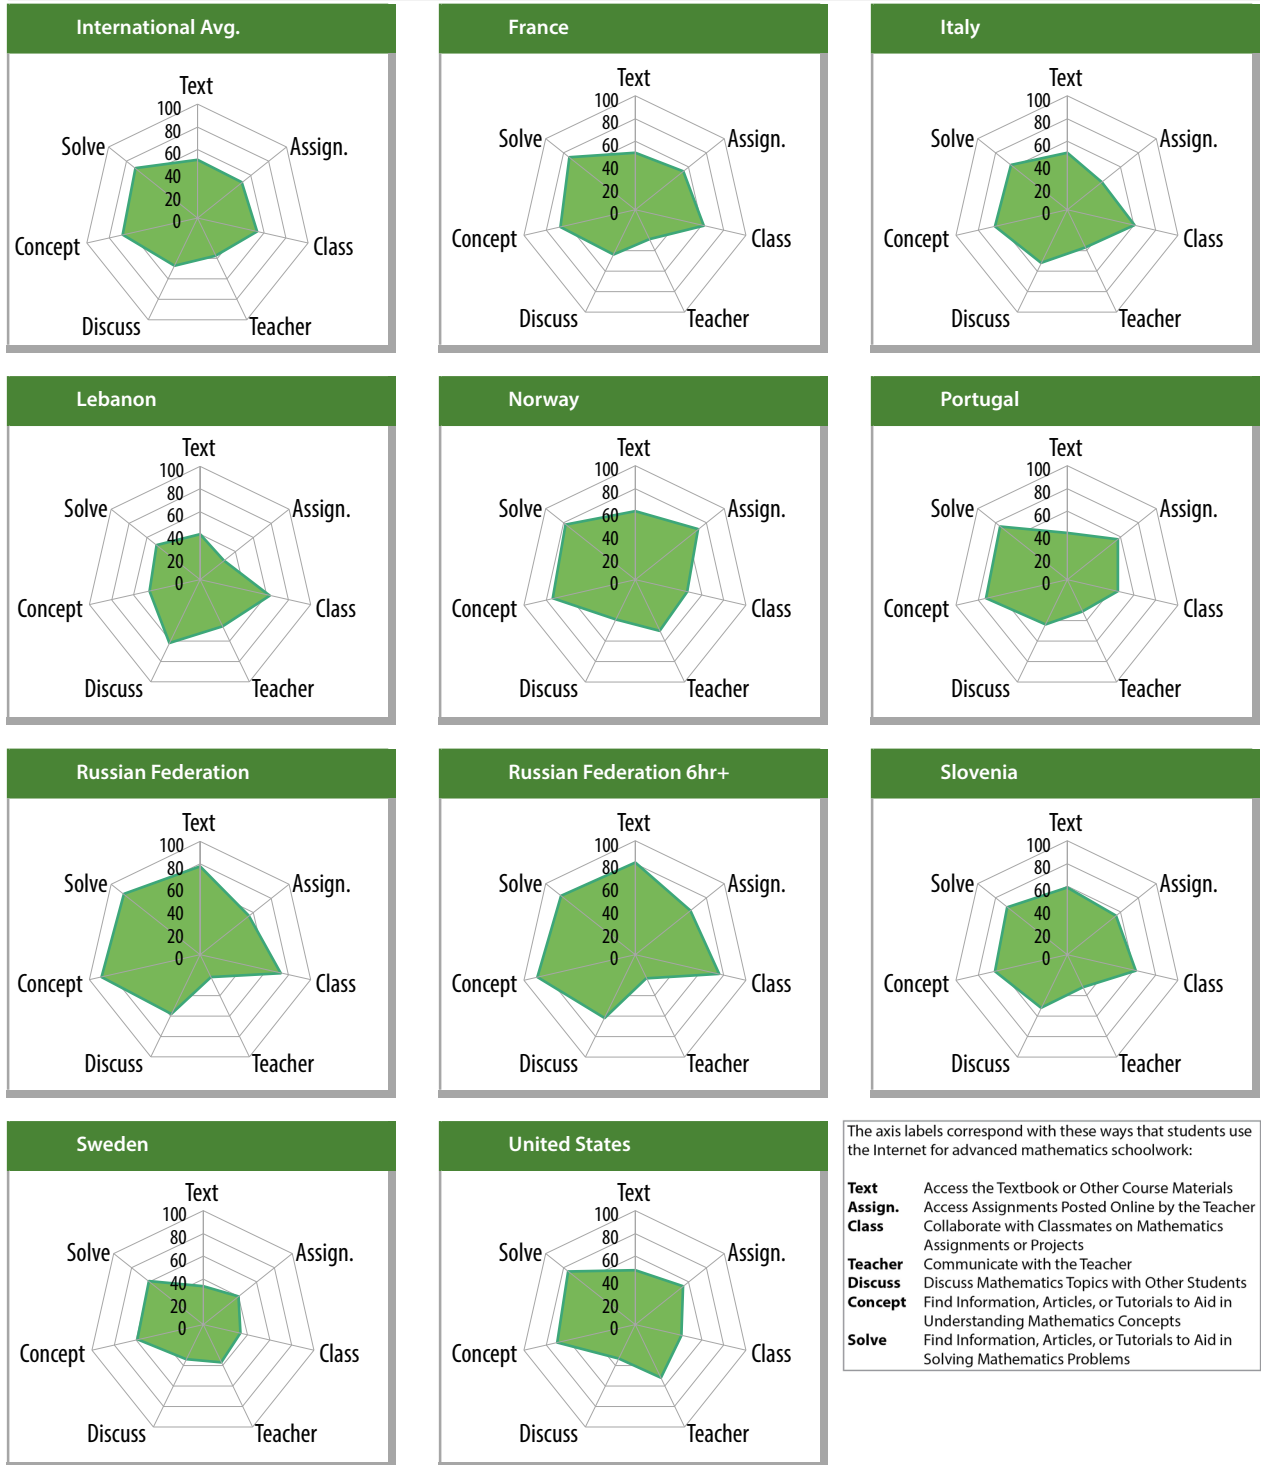 International Avg.
Text
100
80
60
40
20
0
Solve
Assign.
Concept
Class
Discuss
Teacher
France
Text
100
80
60
40
20
0
Solve
Assign.
Concept
Class
Discuss
Teacher
Italy
Text
100
80
60
40
20
0
Solve
Assign.
Concept
Class
Discuss
Teacher
Lebanon
Text
100
80
60
40
20
0
Solve
Assign.
Concept
Class
Discuss
Teacher
Norway
Text
100
80
60
40
20
0
Solve
Assign.
Concept
Class
Discuss
Teacher
Portugal
Text
100
80
60
40
20
0
Solve
Assign.
Concept
Class
Discuss
Teacher
Russian Federation
Text
100
80
60
40
20
0
Solve
Assign.
Concept
Class
Discuss
Teacher
Russian Federation 6hr+
Text
100
80
60
40
20
0
Solve
Assign.
Concept
Class
Discuss
Teacher
Slovenia
Text
100
80
60
40
20
0
Solve
Assign.
Concept
Class
Discuss
Teacher
Sweden
Text
100
80
60
40
20
0
Solve
Assign.
Concept
Class
Discuss
Teacher
United States
Text
100
80
60
40
20
0
Solve
Assign.
Concept
Class
Discuss
Teacher
The axis labels correspond with these ways that students use
the Internet for advanced mathematics schoolwork:
Text Access the Textbook or Other Course Materials
Assign. Access Assignments Posted Online by the Teacher
Class Collaborate with Classmates on Mathematics
Assignments or Projects
Teacher Communicate with the Teacher
Discuss Discuss Mathematics Topics with Other Students
Concept Find Information, Articles, or Tutorials to Aid in
Understanding Mathematics Concepts
Solve Find Information, Articles, or Tutorials to Aid in
Solving Mathematics Problems